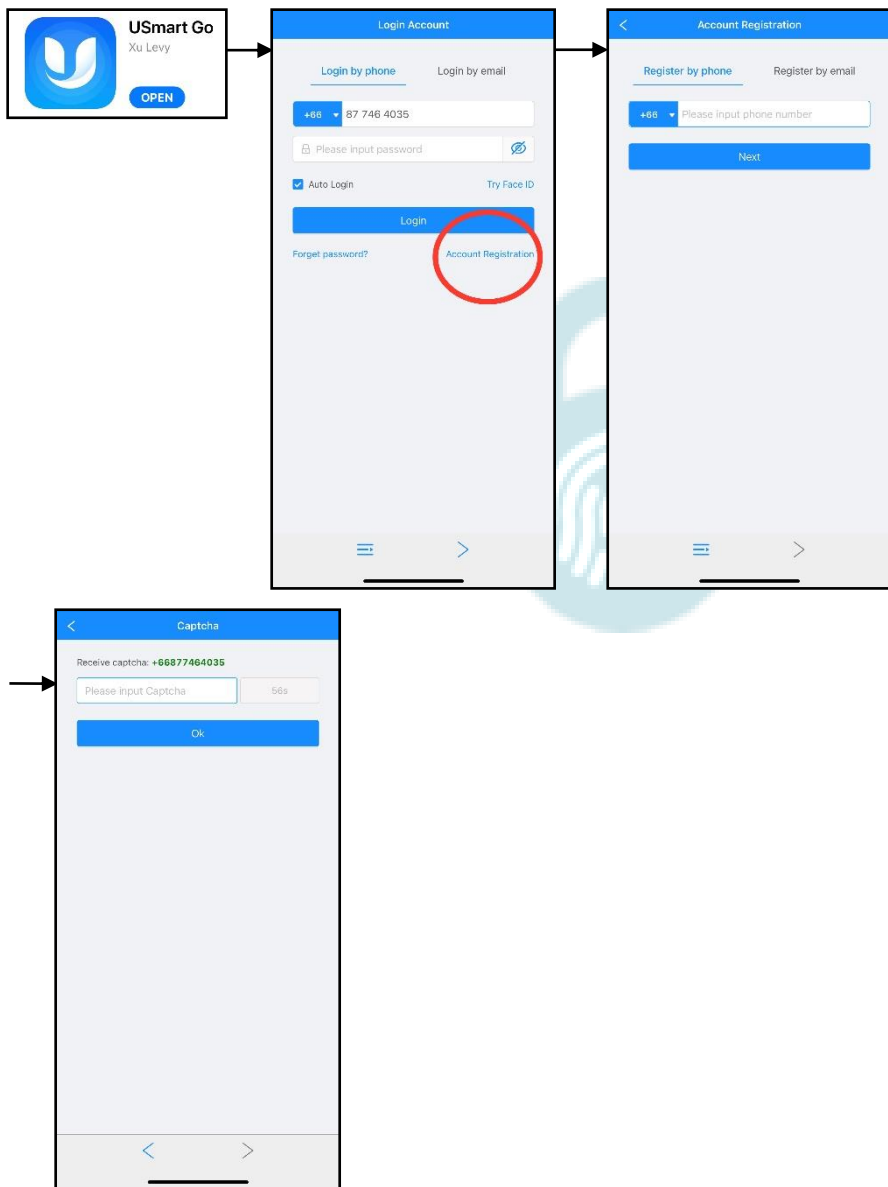 USmart Go
Xu Levy
OPEN
Login Account
Login by phone Login by email
+66 87 746 4035
Please input password
Auto Login Try Face ID
Login
Forget password? Account Registration
Account Registration
Register by phone Register by email
+66 Please input phone number
Next
Captcha
Receive captcha: +66877464035
Please input Captcha 56s
Ok